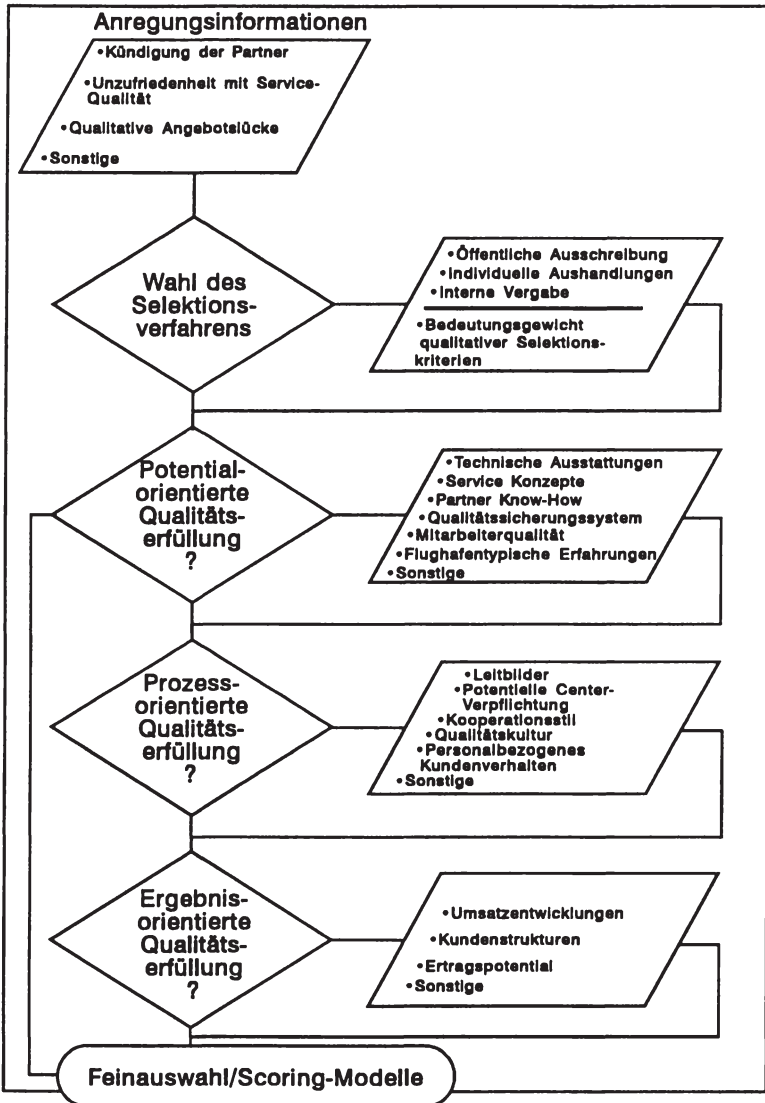 Anregungsinformationen
•Kündigung der Partner
•Unzufriedenheit mit Service-
Qualität
•Qualitative Angebotslücke
•Sonstige
Wahl des
Selektions-
verfahrens
•Öffentliche Ausschreibung
•Individuelle Aushandlungen
•Interne Vergabe
•Bedeutungsgewicht
qualitativer Selektions-
kriterien
Potential-
orientierte
Qualitäts-
erfüllung
?
•Technische Ausstattungen
•Service Konzepte
•Partner Know-How
•Qualitätssicherungssystem
•Mitarbeiterqualität
•Flughafentypische Erfahrungen
•Sonstige
Prozess-
orientierte
Qualitäts-
erfüllung
?
•Leitbilder
•Potentielle Center-
Verpflichtung
•Kooperationsstil
•Qualitätskultur
•Personalbezogenes
Kundenverhalten
•Sonstige
Ergebnis-
orientierte
Qualitäts-
erfüllung
?
•Umsatzentwicklungen
•Kundenstrukturen
•Ertragspotential
•Sonstige
Feinauswahl/Scoring-Modelle